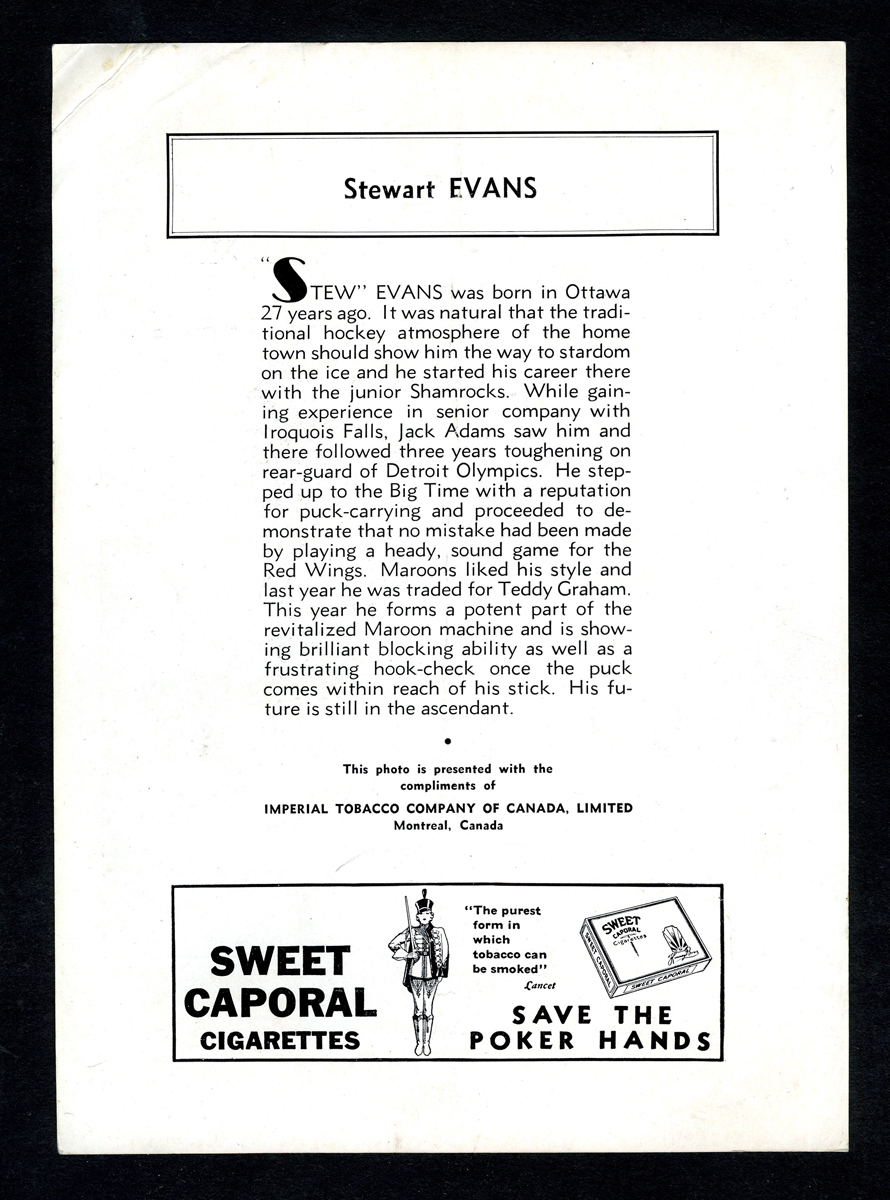 Stewart EVANS
“STEW” EVANS was born in Ottawa
27 years ago. It was natural that the tradi-
tional hockey atmosphere of the home
town should show him the way to stardom
on the ice and he started his career there
with the junior Shamrocks. While gain-
ing experience in senior company with
Iroquois Falls, Jack Adams saw him and
there followed three years toughening on
rear-guard of Detroit Olympics. He step-
ped up to the Big Time with a reputation
for puck-carrying and proceeded to de-
monstrate that no mistake had been made
by playing a heady, sound game for the
Red Wings. Maroons liked his style and
last year he was traded for Teddy Graham.
This year he forms a potent part of the
revitalized Maroon machine and is show-
ing brilliant blocking ability as well as a
frustrating hook-check once the puck
comes within reach of his stick. His fu-
ture is still in the ascendant.
This photo is presented with the
compliments of
IMPERIAL TOBACCO COMPANY OF CANADA, LIMITED
Montreal, Canada
SWEET
CAPORAL
CIGARETTES
“The purest
form in
which
tobacco can
be smoked”
Lancet
SWEET
CAPORAL
Cigarettes
SWEET CAPORAL
SWEET CAPORAL
SAVE THE
POKER HANDS